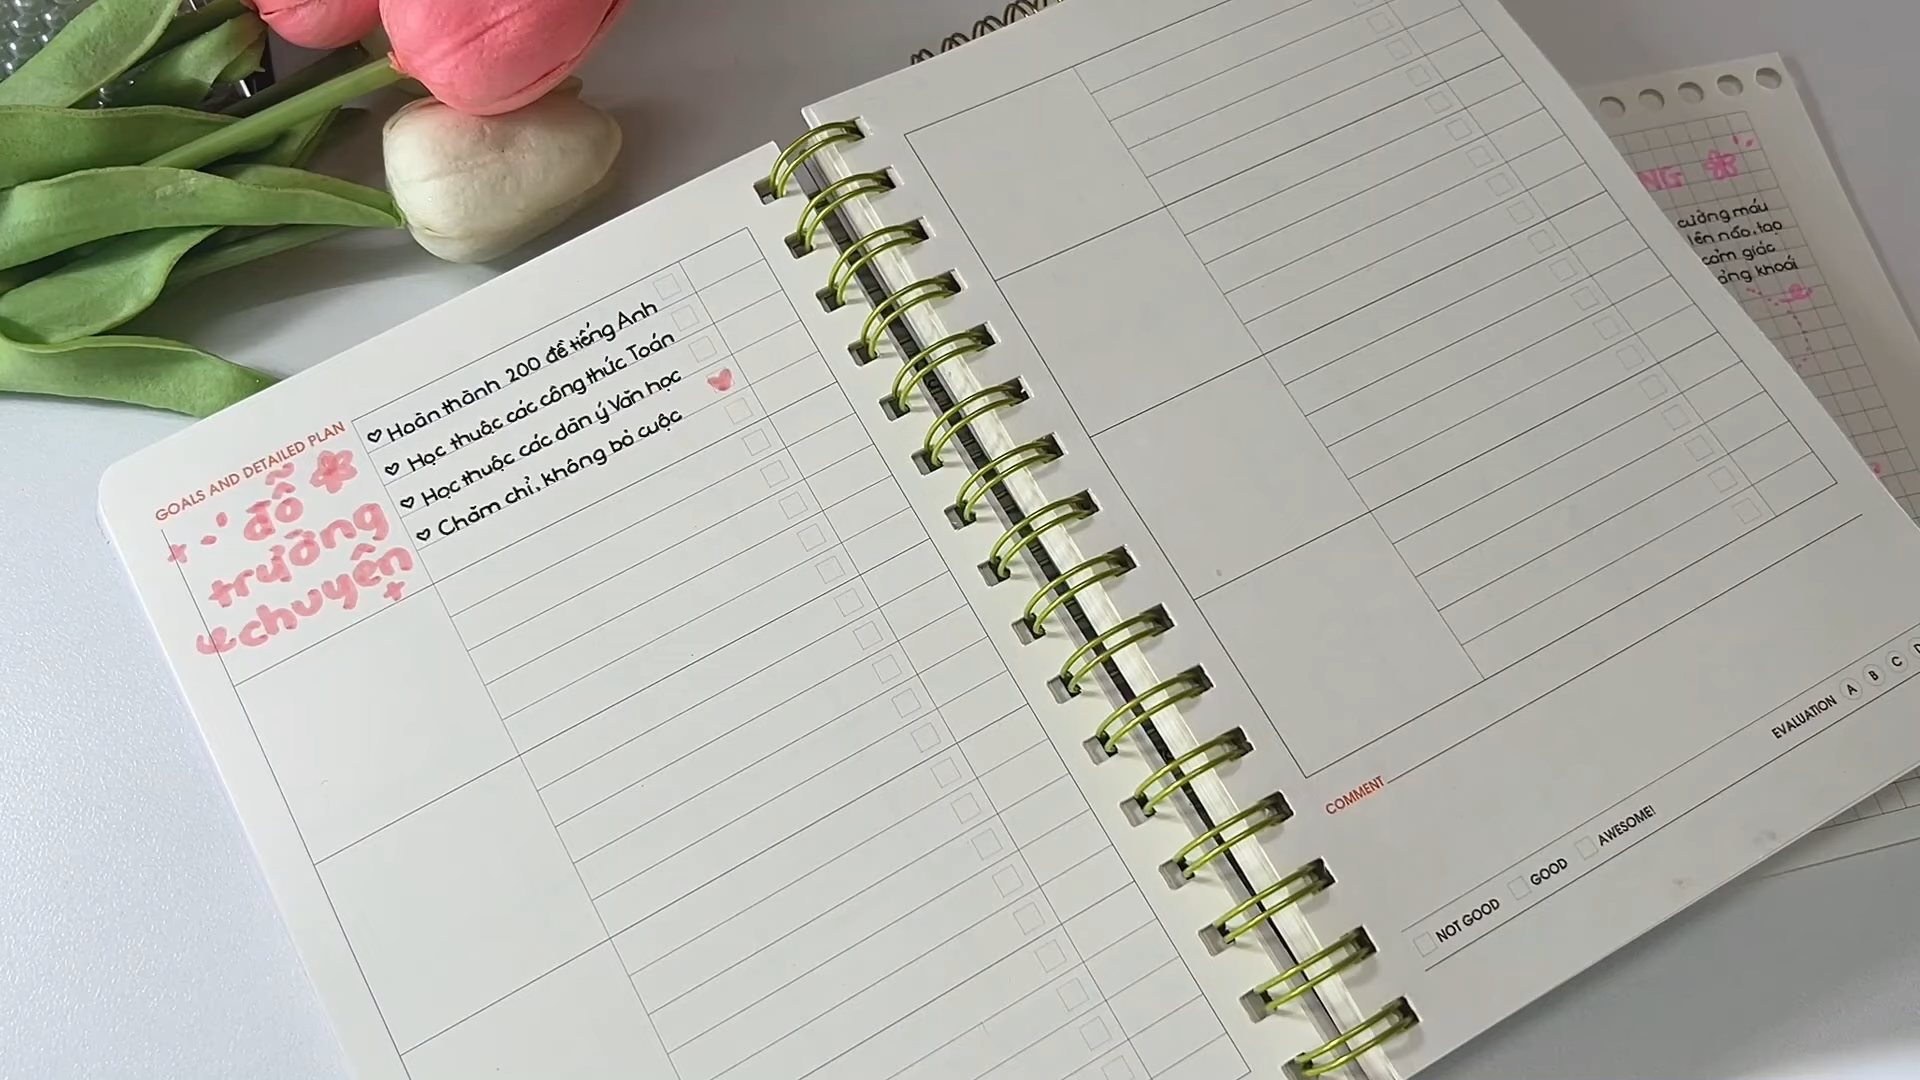 GOALS AND DETAILED PLAN
đỗ
trường
chuyên
Hoàn thành 200 đề tiếng Anh
Học thuộc các công thức Toán
Học thuộc các dàn ý Văn học
Chăm chỉ, không bỏ cuộc
COMMENT
EVALUATION A B C
NOT GOOD GOOD AWESOME!
NG
cường máu
lên não, tạo
cảm giác
khoái